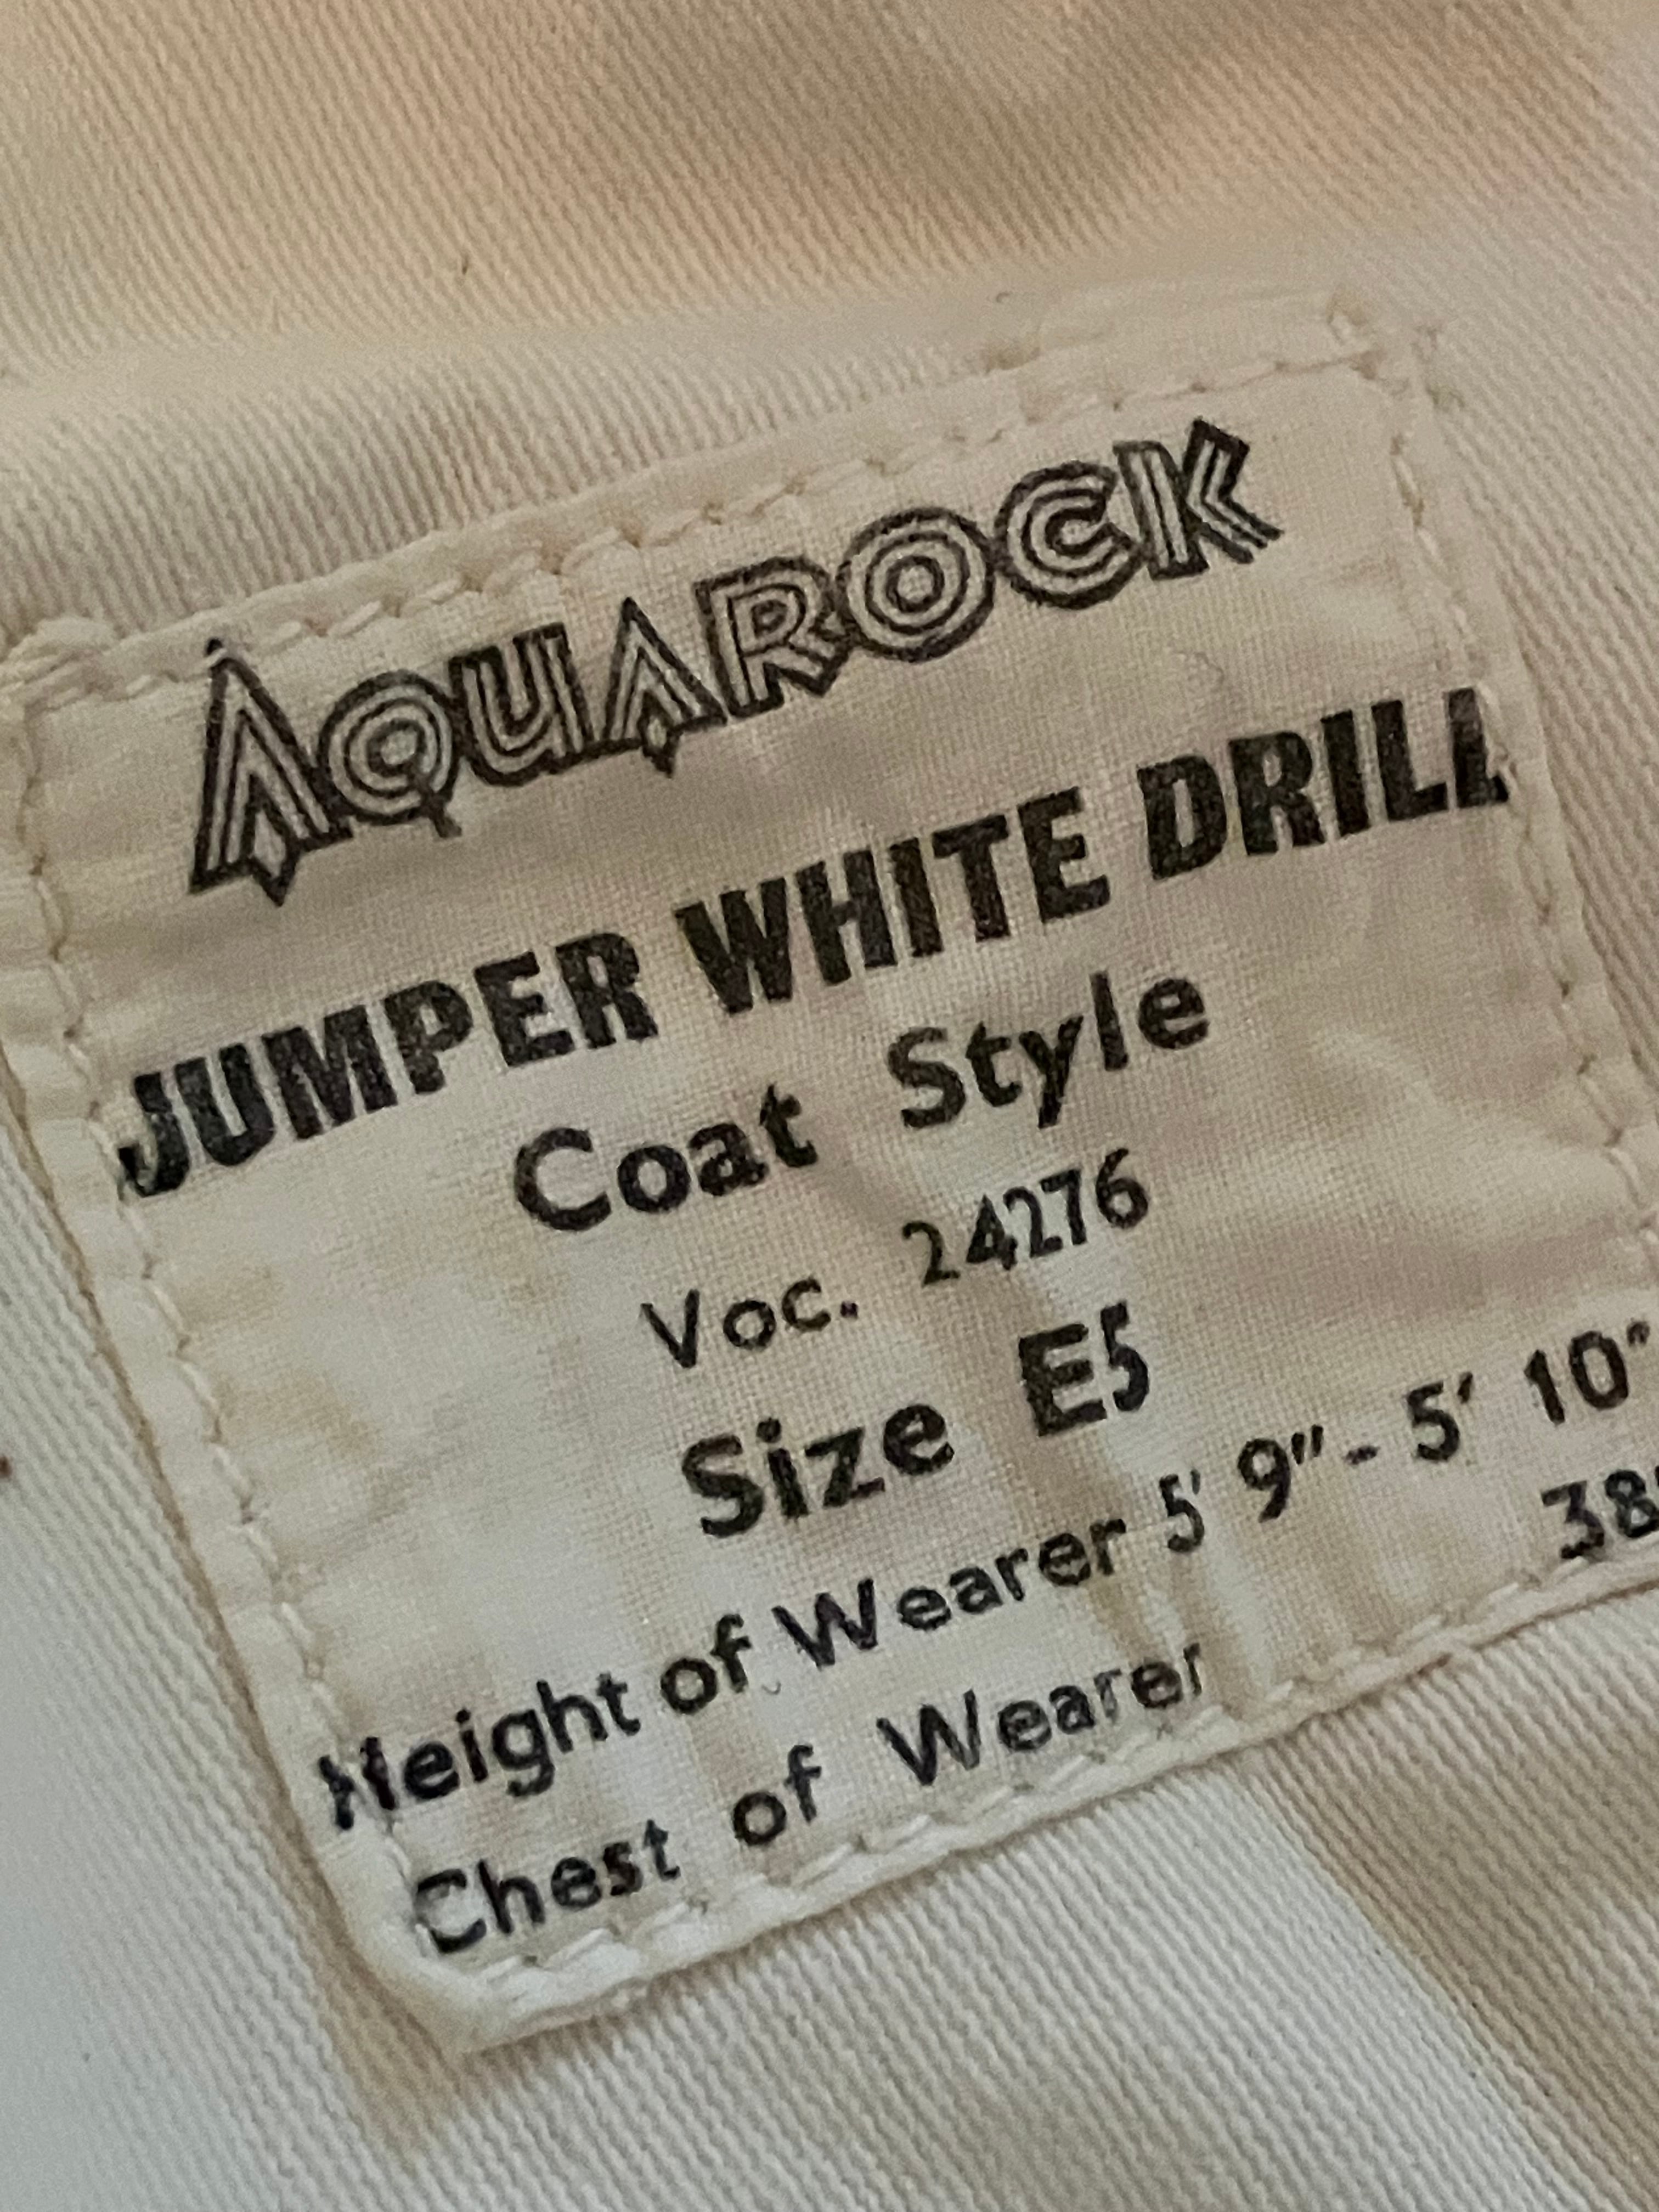 AQUAROCK
JUMPER WHITE DRILL
Coat Style
Voc. 24276
Size E5
Height of Wearer 5' 9" - 5' 10"
Chest of Wearer 38"